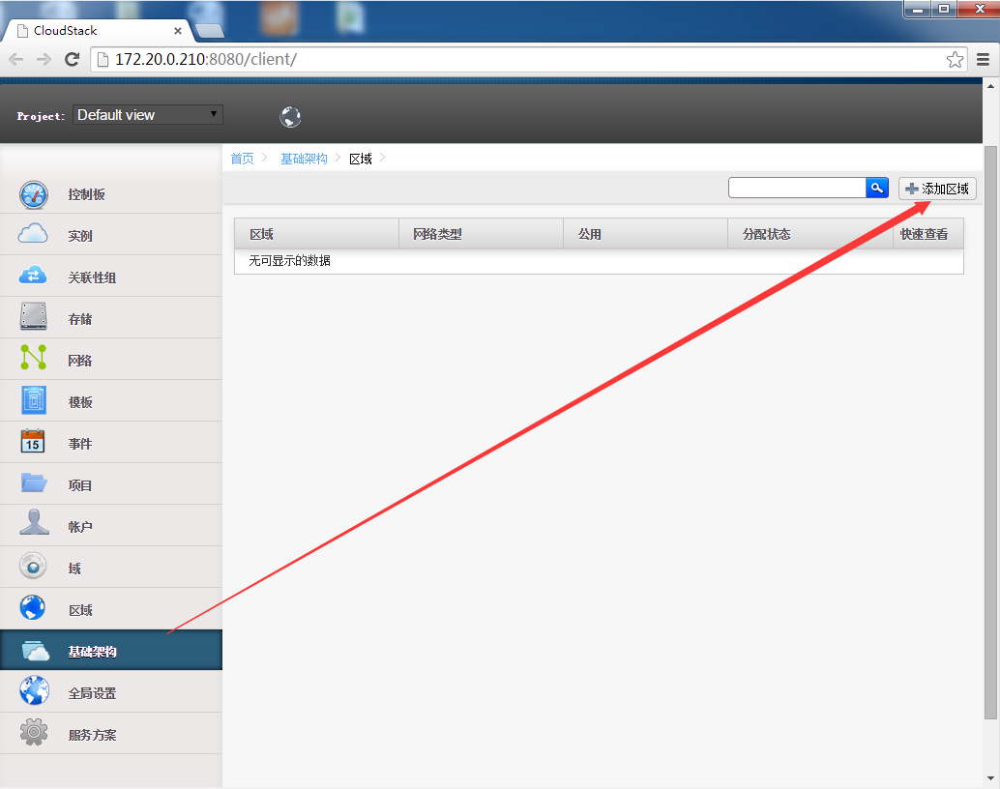 CloudStack
172.20.0.210:8080/client/
Project: Default view
首页 基础架构 区域
添加区域
区域 网络类型 公用 分配状态 快速查看
无可显示的数据
控制板
实例
关联性组
存储
网络
模板
15 事件
项目
帐户
域
区域
基础架构
全局设置
服务方案